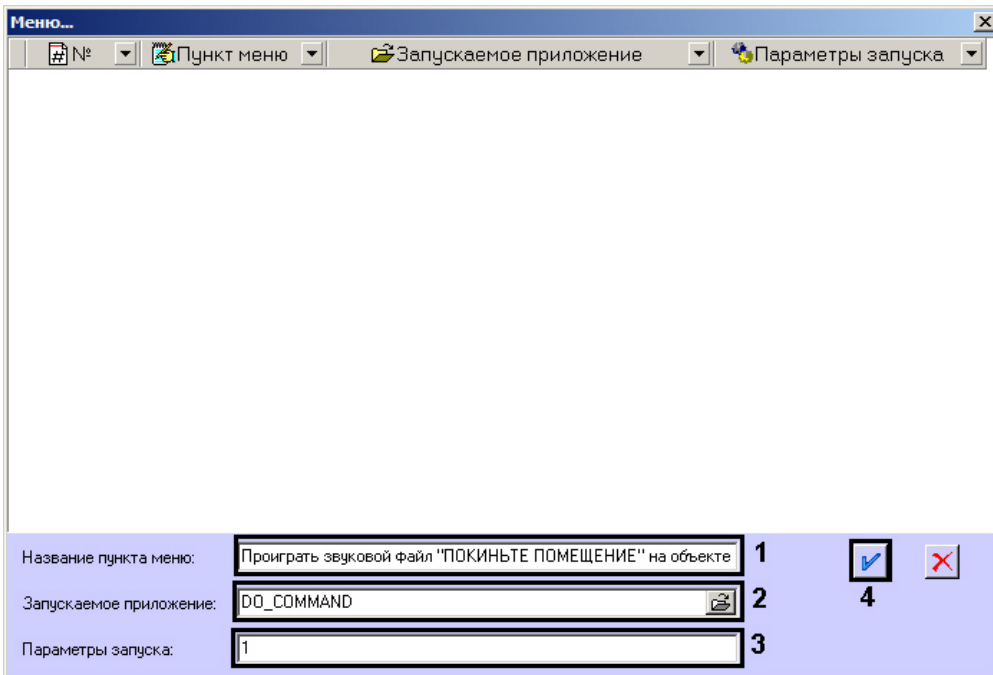 Меню...
№ Пункт меню Запускаемое приложение Параметры запуска
Название пункта меню: Проиграть звуковой файл "ПОКИНЬТЕ ПОМЕЩЕНИЕ" на объекте 1
Запускаемое приложение: DO_COMMAND 2 4
Параметры запуска: 1 3